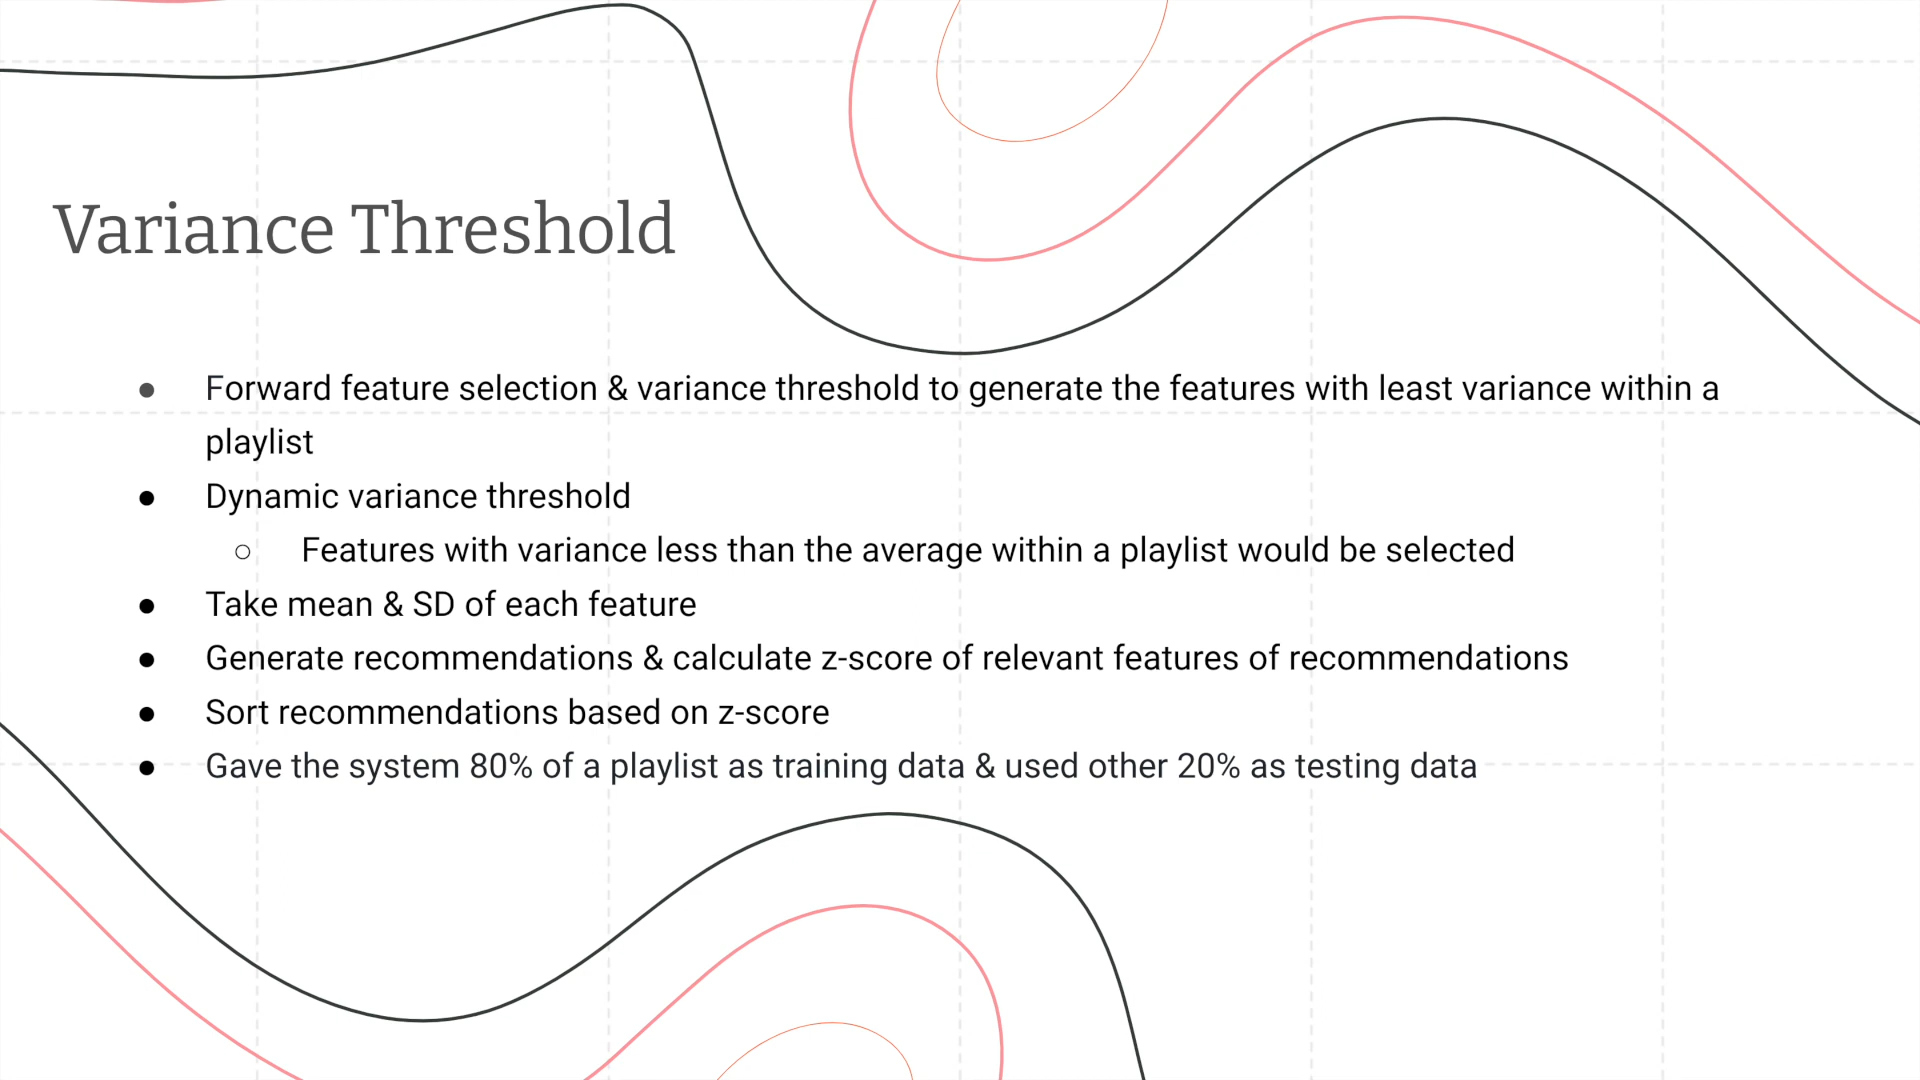 Variance Threshold
● Forward feature selection & variance threshold to generate the features with least variance within a
playlist
● Dynamic variance threshold
○ Features with variance less than the average within a playlist would be selected
● Take mean & SD of each feature
● Generate recommendations & calculate z-score of relevant features of recommendations
● Sort recommendations based on z-score
● Gave the system 80% of a playlist as training data & used other 20% as testing data